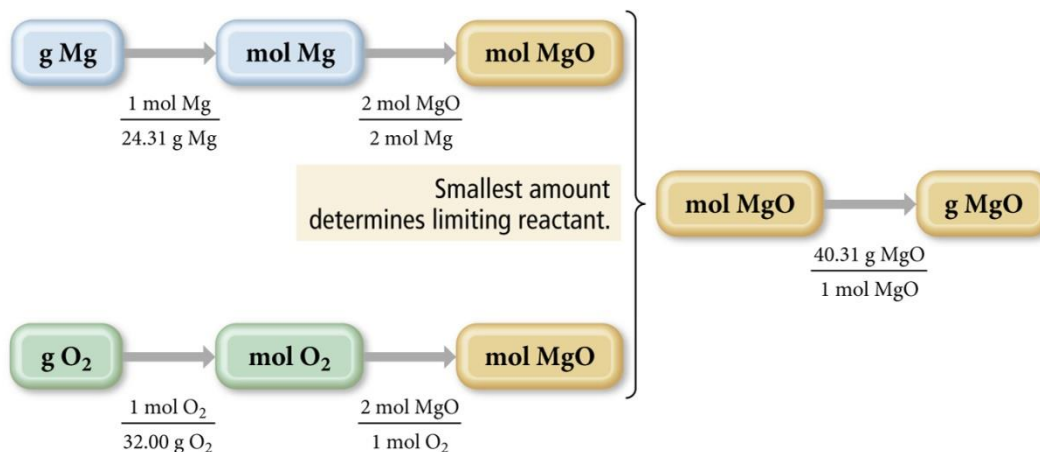 g Mg
mol Mg
mol MgO
1 mol Mg
24.31 g Mg
2 mol MgO
2 mol Mg
Smallest amount
determines limiting reactant.
mol MgO
g MgO
40.31 g MgO
1 mol MgO
g O₂
mol O₂
mol MgO
1 mol O₂
32.00 g O₂
2 mol MgO
1 mol O₂